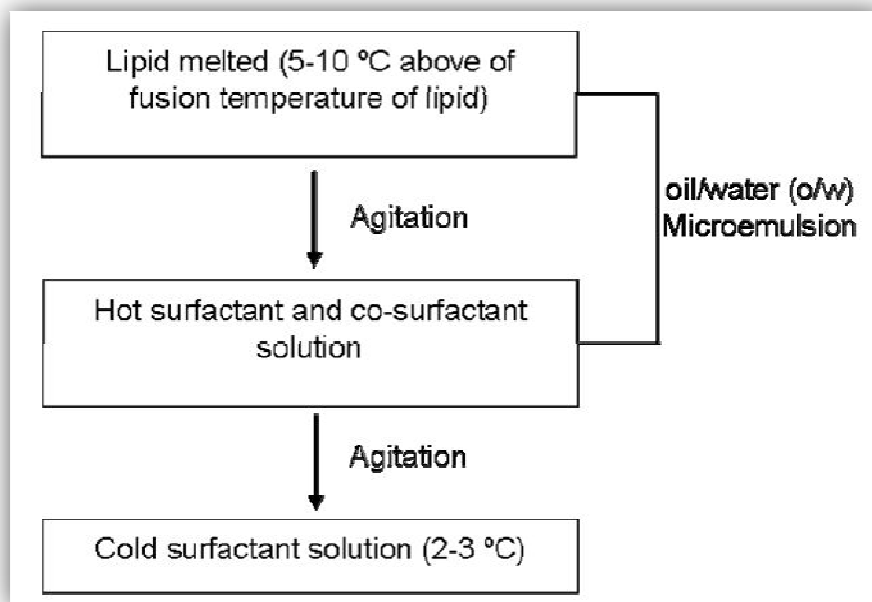 Lipid melted (5-10 ºC above of
fusion temperature of lipid)
Agitation
oil/water (o/w)
Microemulsion
Hot surfactant and co-surfactant
solution
Agitation
Cold surfactant solution (2-3 ºC)